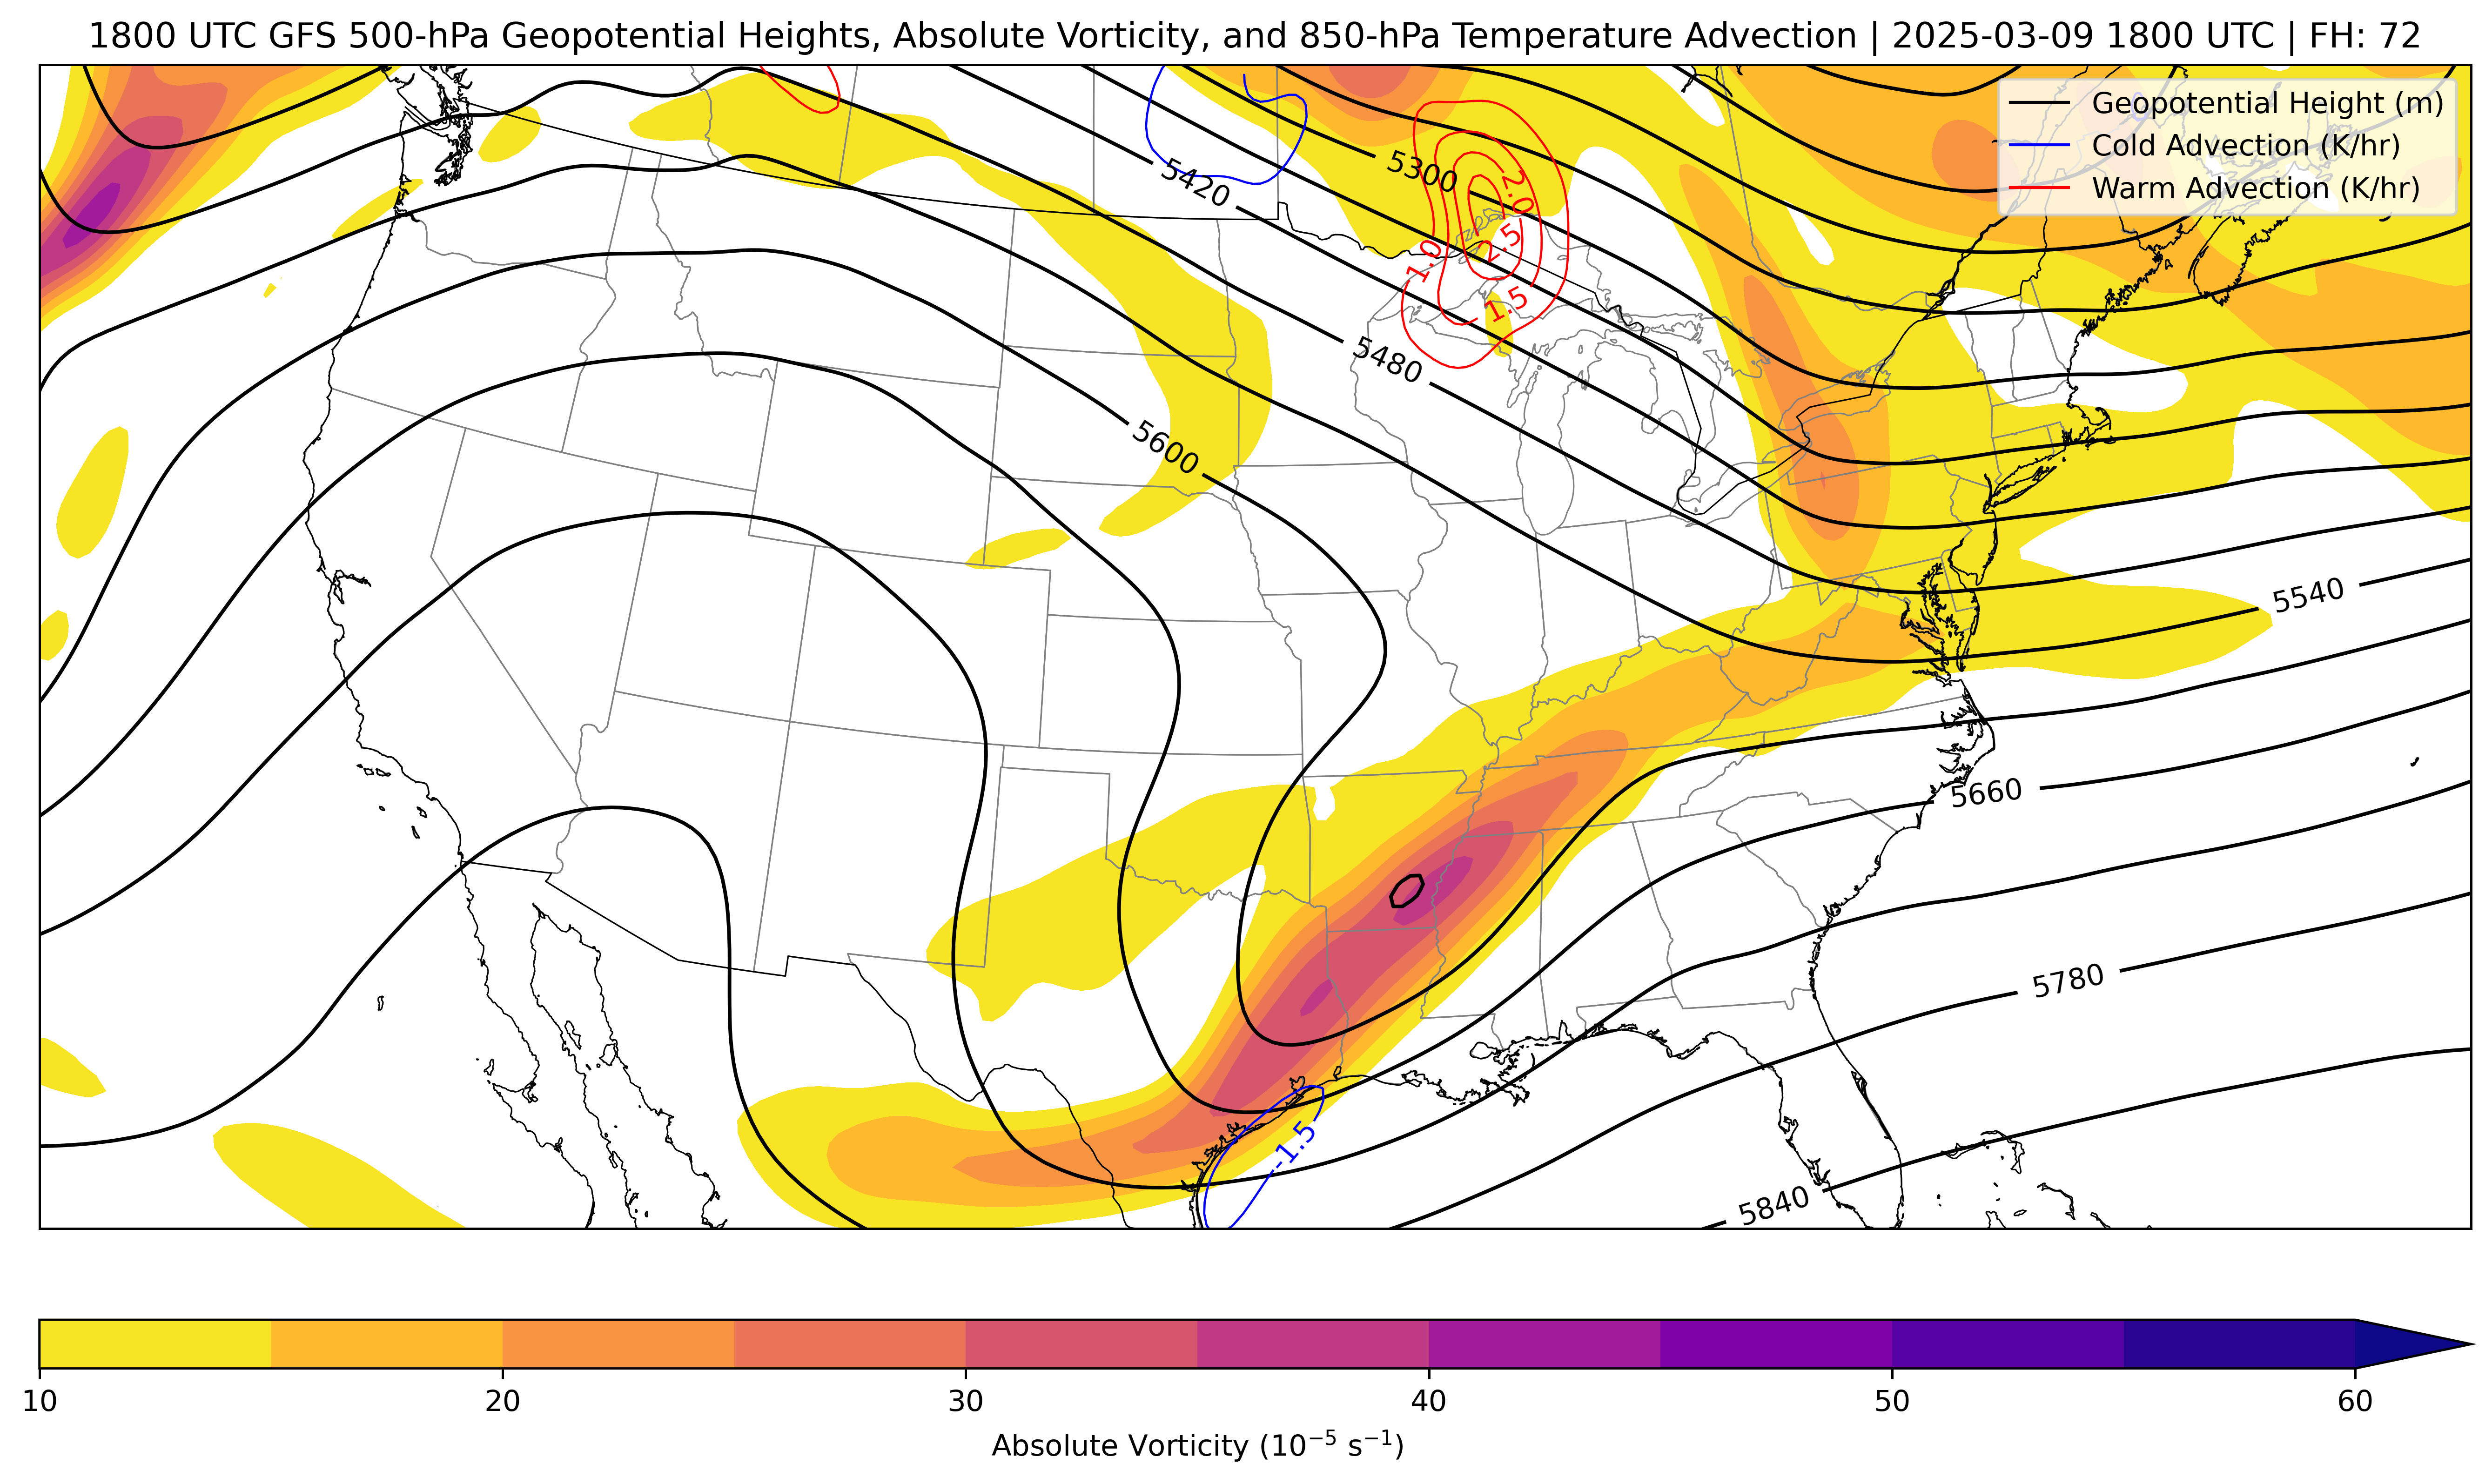 1800 UTC GFS 500-hPa Geopotential Heights, Absolute Vorticity, and 850-hPa Temperature Advection | 2025-03-09 1800 UTC | FH: 72
Geopotential Height (m)
Cold Advection (K/hr)
Warm Advection (K/hr)
5300
5420
2.0
2.5
1.0
1.5
5480
5600
5540
5660
5780
-1.5
5840
10 20 30 40 50 60
Absolute Vorticity (10⁻⁵ s⁻¹)